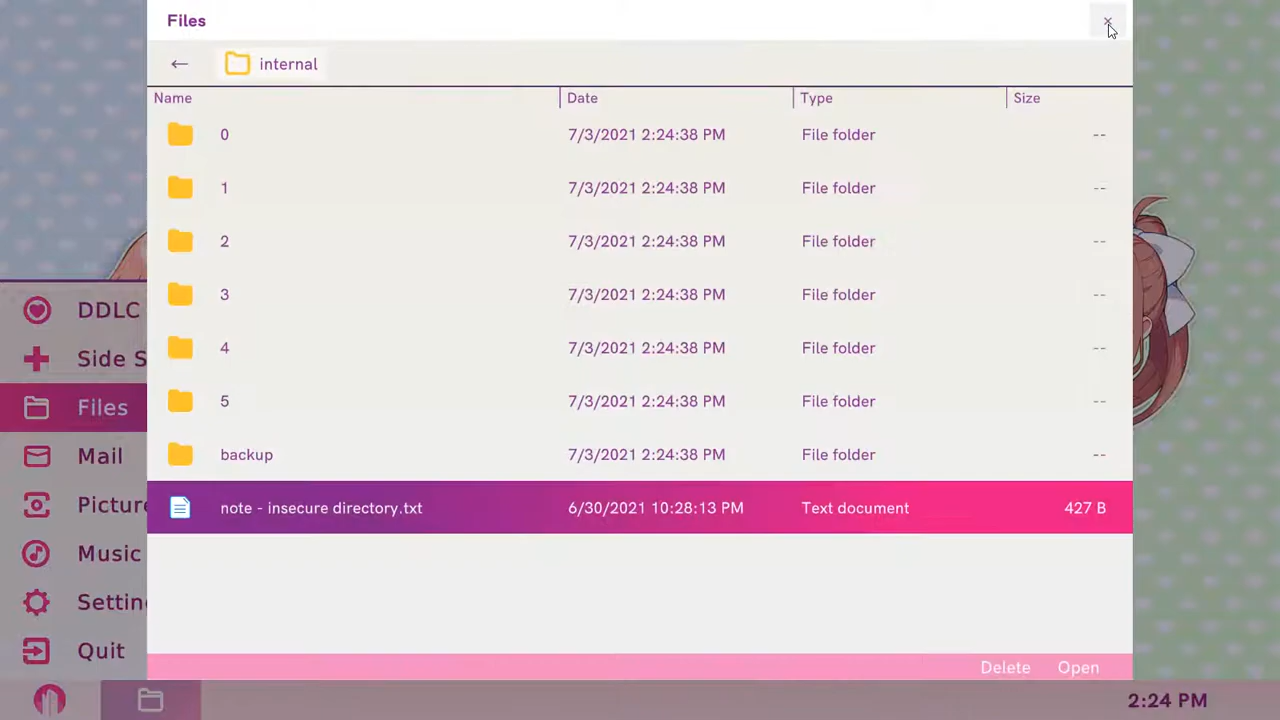 Files
×
← internal
Name Date Type Size
0 7/3/2021 2:24:38 PM File folder --
1 7/3/2021 2:24:38 PM File folder --
2 7/3/2021 2:24:38 PM File folder --
3 7/3/2021 2:24:38 PM File folder --
4 7/3/2021 2:24:38 PM File folder --
5 7/3/2021 2:24:38 PM File folder --
backup 7/3/2021 2:24:38 PM File folder --
note - insecure directory.txt 6/30/2021 10:28:13 PM Text document 427 B
Delete Open
DDLC
Side S
Files
Mail
Picture
Music
Settin
Quit
2:24 PM